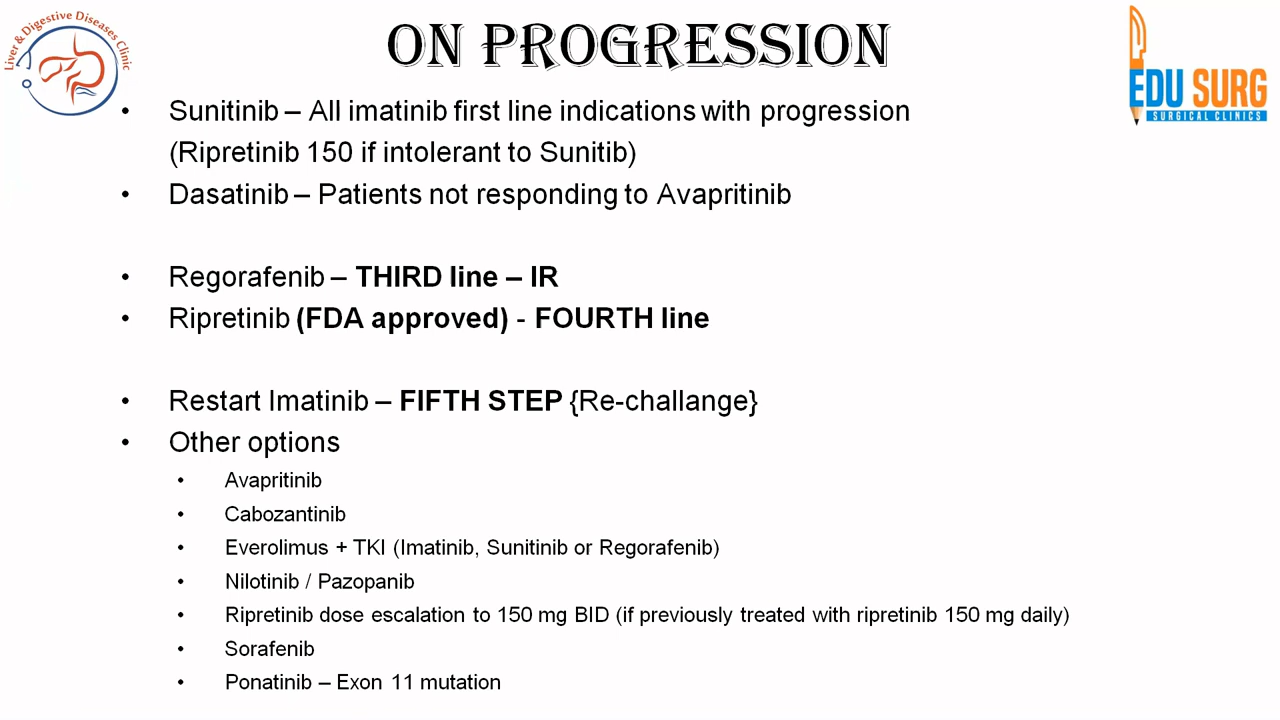 Liver & Digestive Diseases Clinic
ON PROGRESSION
EDU SURG
SURGICAL CLINICS
• Sunitinib – All imatinib first line indications with progression
(Ripretinib 150 if intolerant to Sunitib)
• Dasatinib – Patients not responding to Avapritinib
• Regorafenib – THIRD line – IR
• Ripretinib (FDA approved) - FOURTH line
• Restart Imatinib – FIFTH STEP {Re-challange}
• Other options
• Avapritinib
• Cabozantinib
• Everolimus + TKI (Imatinib, Sunitinib or Regorafenib)
• Nilotinib / Pazopanib
• Ripretinib dose escalation to 150 mg BID (if previously treated with ripretinib 150 mg daily)
• Sorafenib
• Ponatinib – Exon 11 mutation